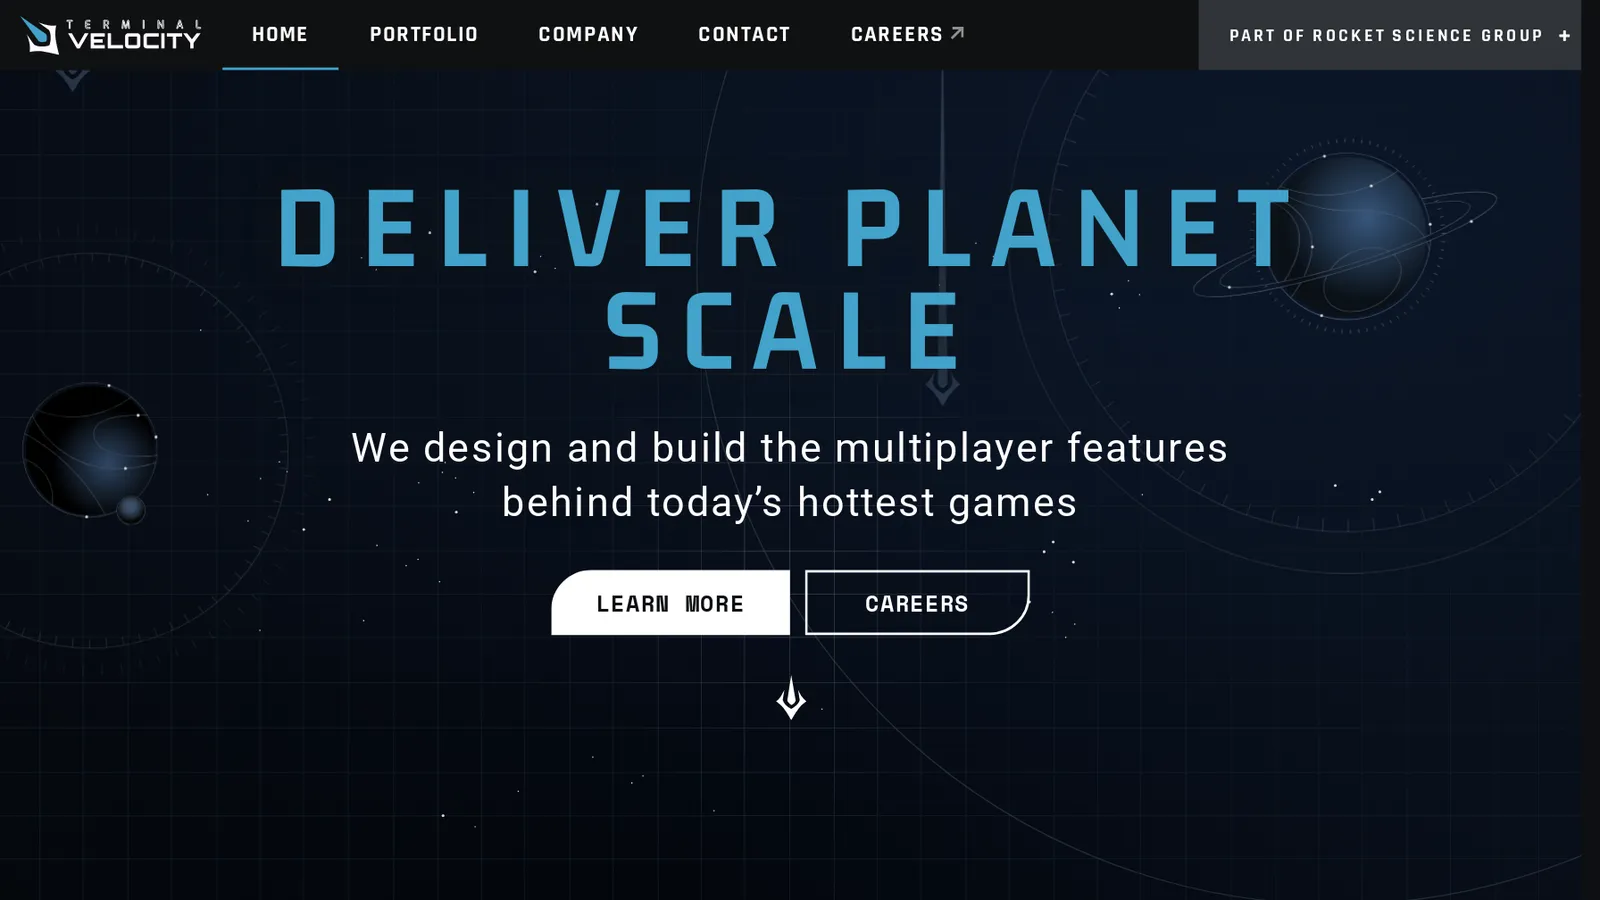 TERMINAL
VELOCITY
HOME
PORTFOLIO
COMPANY
CONTACT
CAREERS
PART OF ROCKET SCIENCE GROUP +
DELIVER PLANET
SCALE
We design and build the multiplayer features
behind today’s hottest games
LEARN MORE
CAREERS